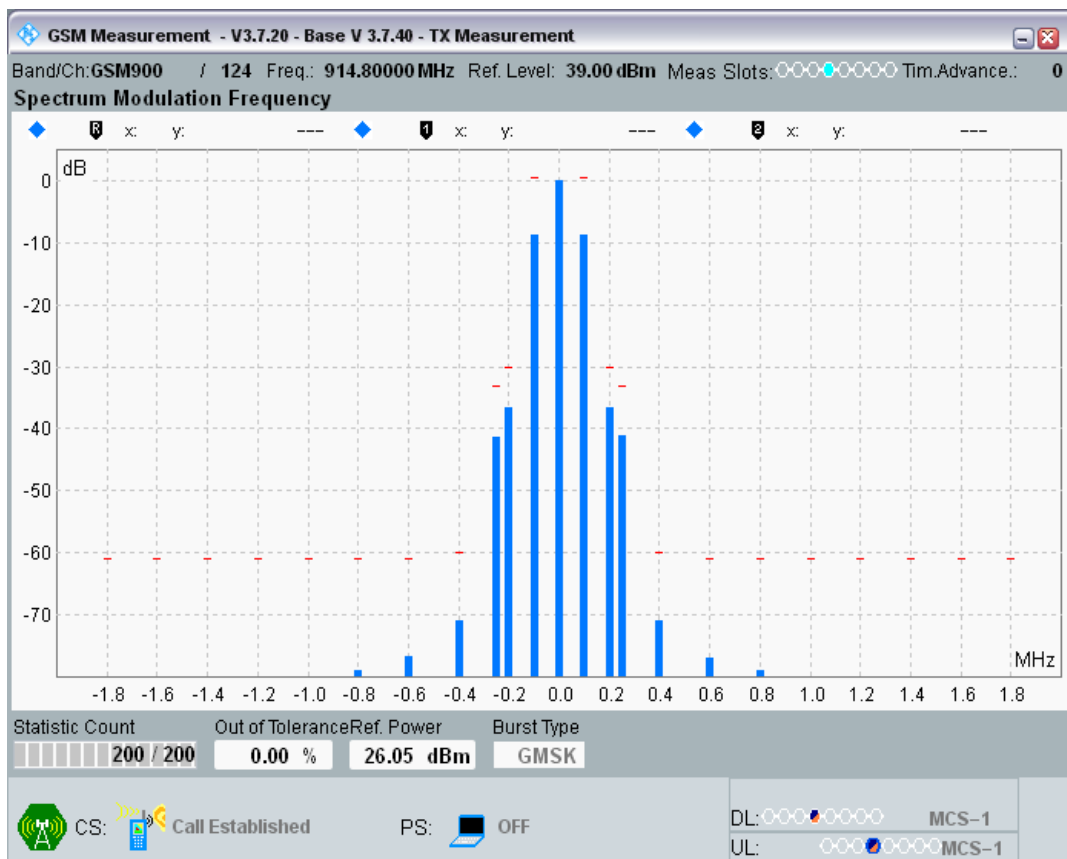 GSM Measurement - V3.7.20 - Base V 3.7.40 - TX Measurement
Band/Ch:GSM900 / 124 Freq.: 914.80000 MHz Ref. Level: 39.00 dBm Meas Slots: Tim.Advance.: 0
Spectrum Modulation Frequency
R x: y: --- 1 x: y: --- 2 x: y: ---
dB
0
-10
-20
-30
-40
-50
-60
-70
MHz
-1.8 -1.6 -1.4 -1.2 -1.0 -0.8 -0.6 -0.4 -0.2 0.0 0.2 0.4 0.6 0.8 1.0 1.2 1.4 1.6 1.8
Statistic Count Out of Tolerance Ref. Power Burst Type
200 / 200 0.00 % 26.05 dBm GMSK
CS: Call Established PS: OFF
DL: MCS-1
UL: MCS-1